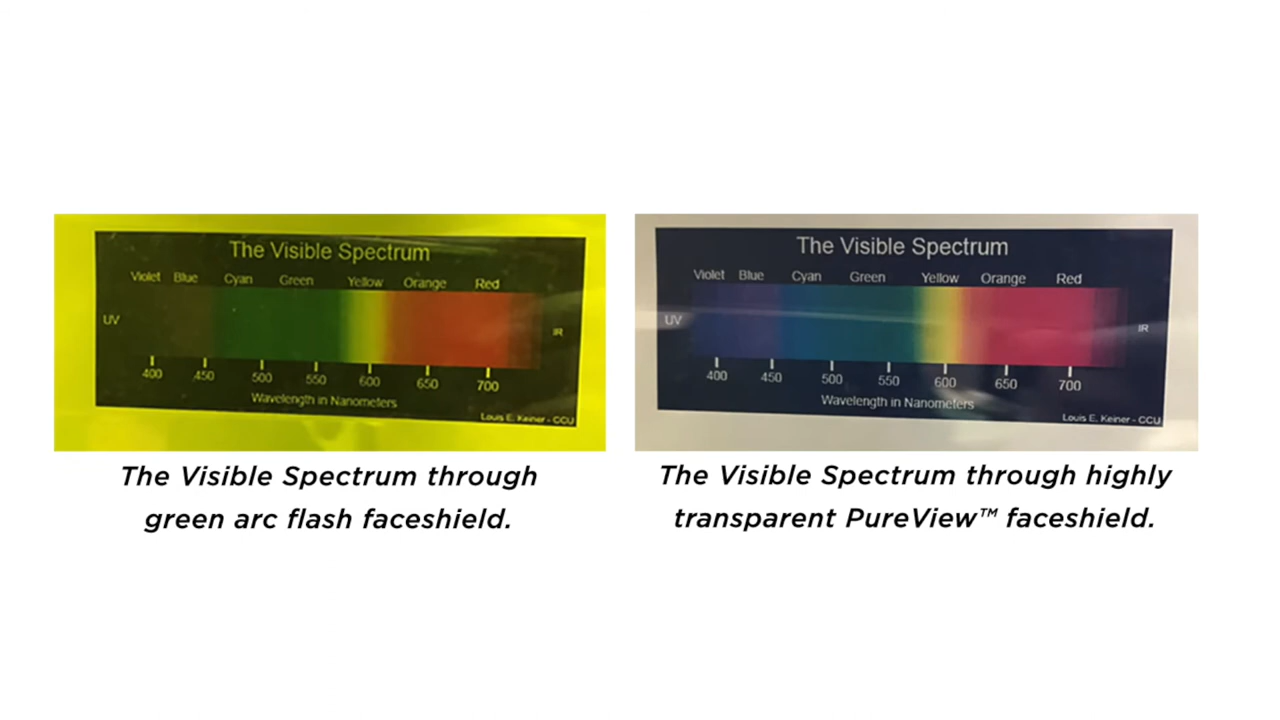 The Visible Spectrum
Violet Blue Cyan Green Yellow Orange Red
UV IR
400 450 500 550 600 650 700
Wavelength in Nanometers
Louis E. Keiner - CCU
The Visible Spectrum through
green arc flash faceshield.
The Visible Spectrum
Violet Blue Cyan Green Yellow Orange Red
UV IR
400 450 500 550 600 650 700
Wavelength in Nanometers
Louis E. Keiner - CCU
The Visible Spectrum through highly
transparent PureView™ faceshield.